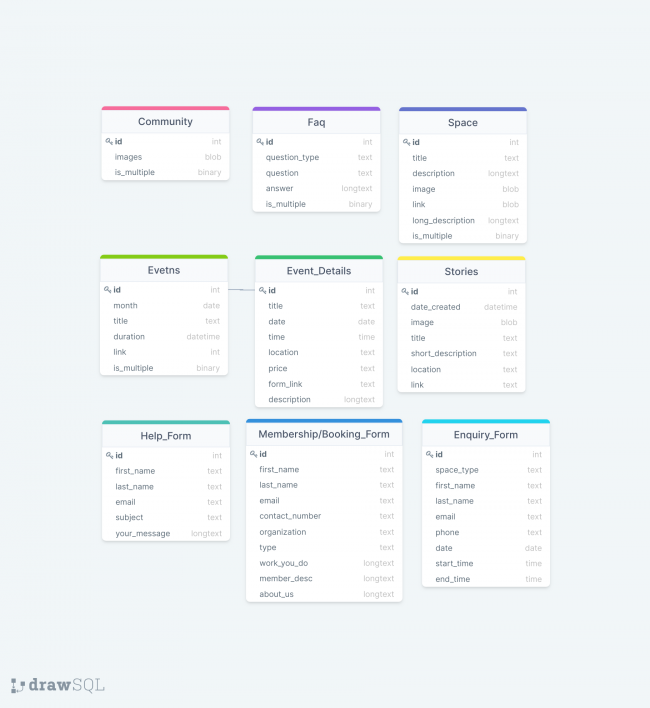 Community
id int
images blob
is_multiple binary
Faq
id int
question_type text
question text
answer longtext
is_multiple binary
Space
id int
title text
description longtext
image blob
link blob
long_description longtext
is_multiple binary
Evetns
id int
month date
title text
duration datetime
link int
is_multiple binary
Event_Details
id int
title text
date date
time time
location text
price text
form_link text
description longtext
Stories
id int
date_created datetime
image blob
title text
short_description text
location text
link text
Help_Form
id int
first_name text
last_name text
email text
subject text
your_message longtext
Membership/Booking_Form
id int
first_name text
last_name text
email text
contact_number text
organization text
type text
work_you_do longtext
member_desc longtext
about_us longtext
Enquiry_Form
id int
space_type text
first_name text
last_name text
email text
phone text
date date
start_time time
end_time time
drawSQL